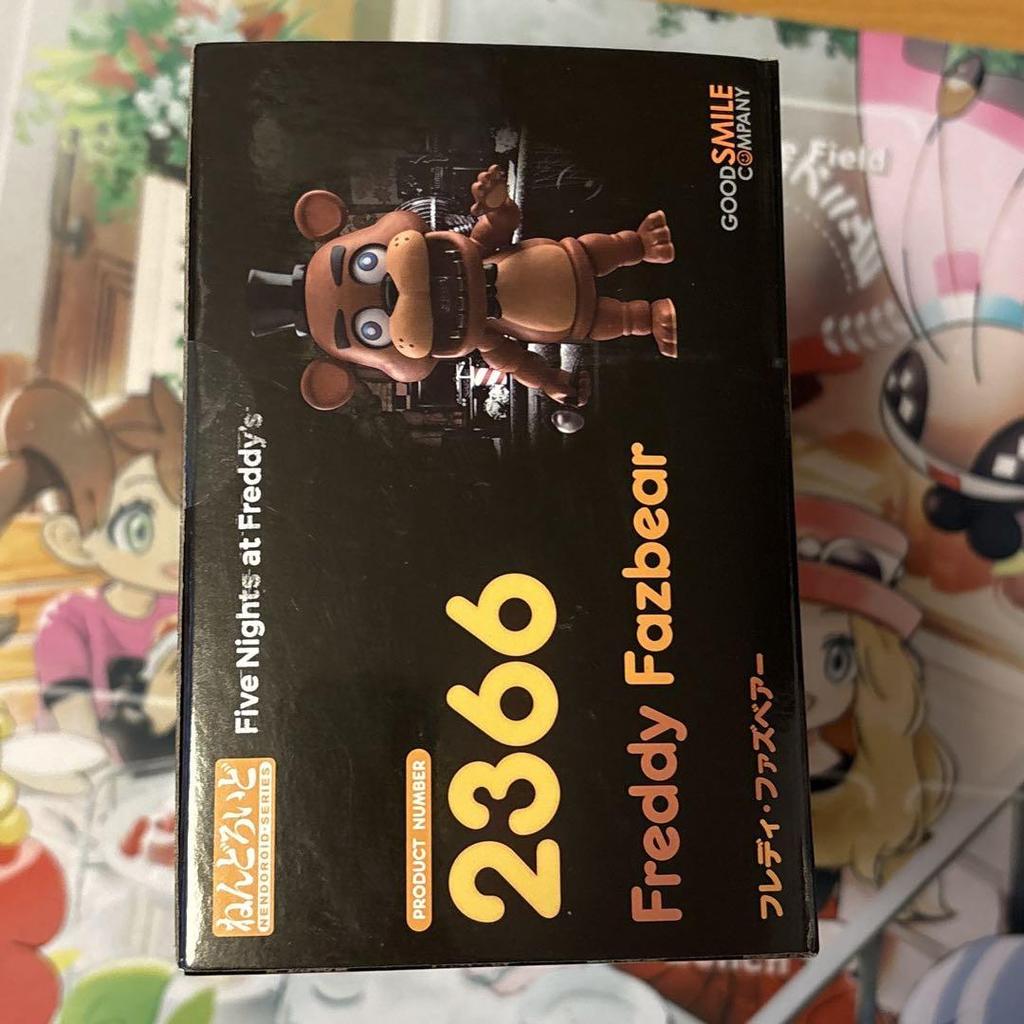 ねんどろいど
NENDOROID·SERIES
Five Nights at Freddy's
PRODUCT NUMBER
2366
Freddy Fazbear
フレディ・ファズベアー
GOOD SMILE
COMPANY
Field